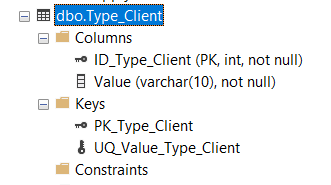 dbo.Type_Client
Columns
ID_Type_Client (PK, int, not null)
Value (varchar(10), not null)
Keys
PK_Type_Client
UQ_Value_Type_Client
Constraints